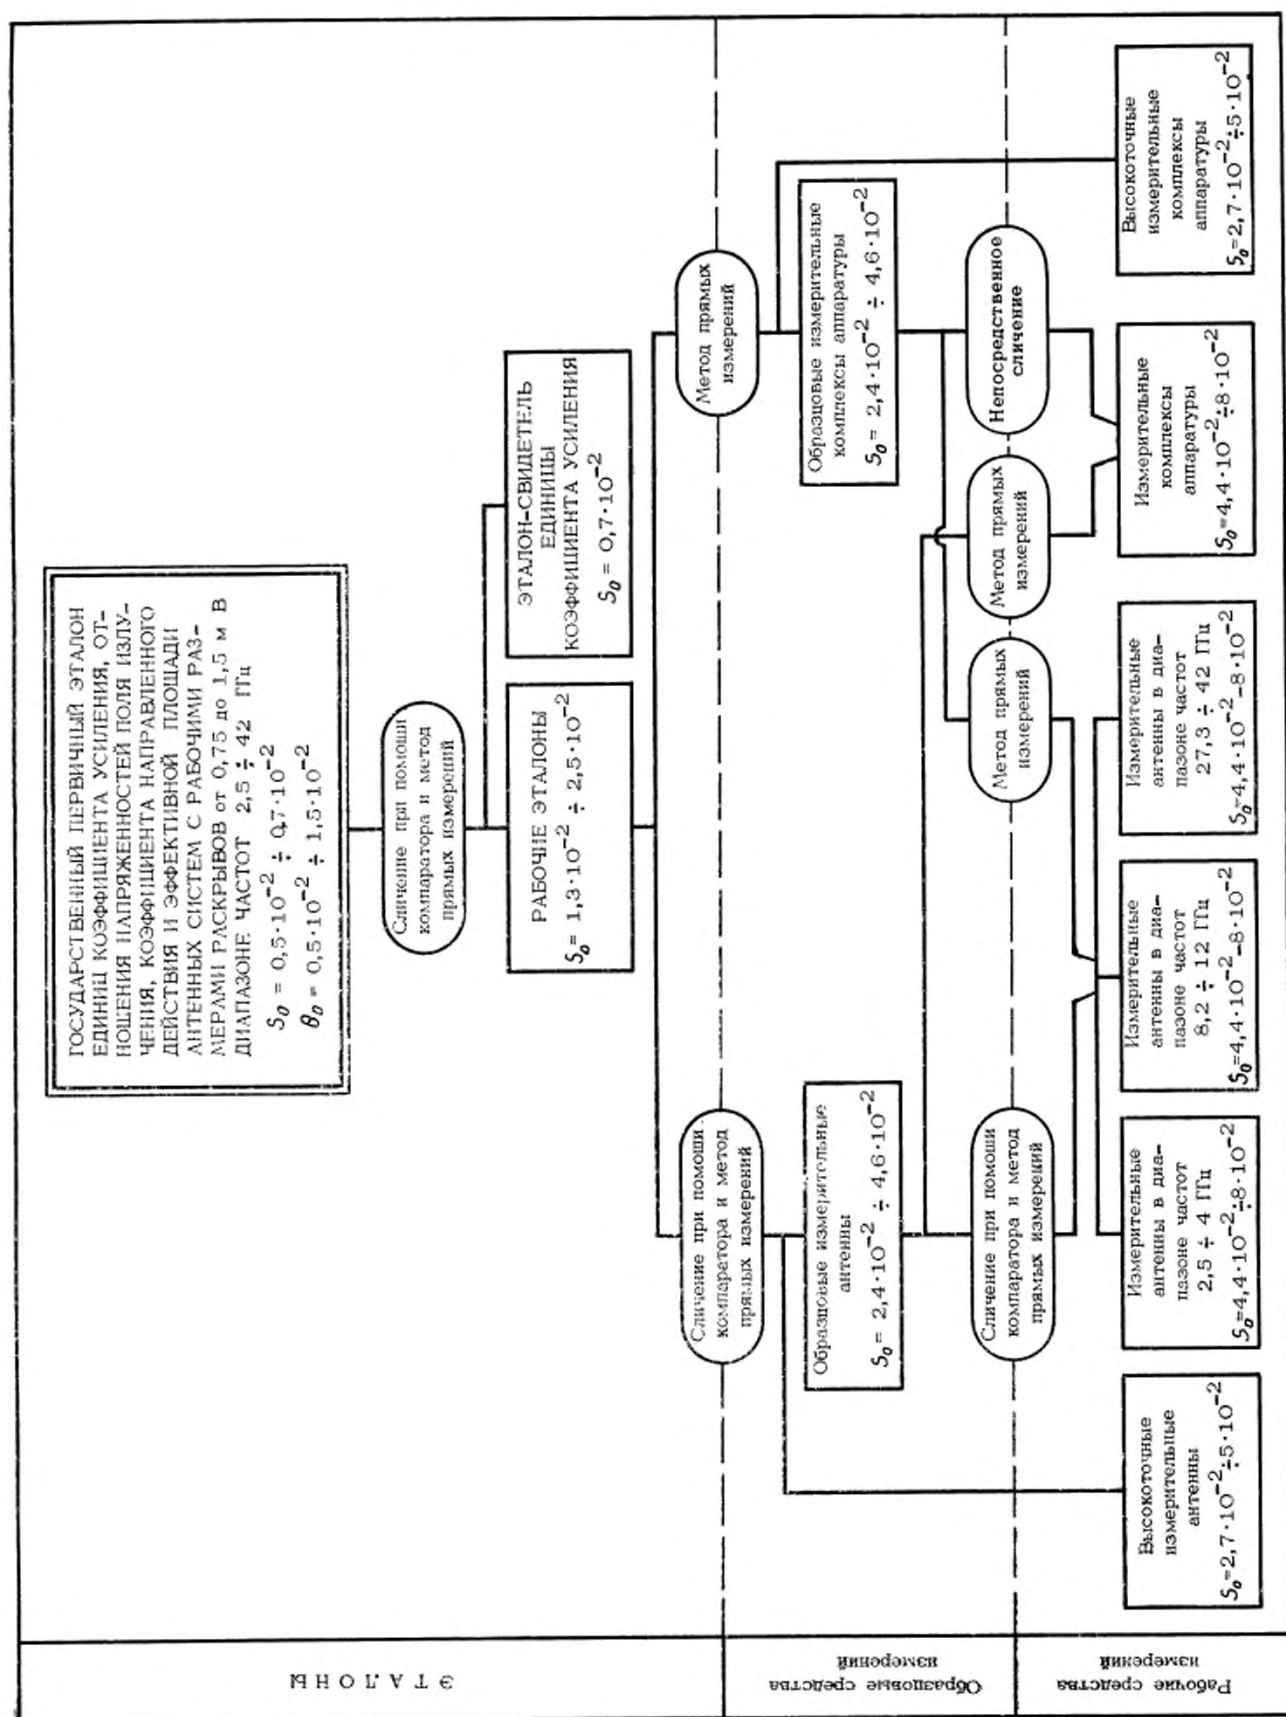 ЭТАЛОНЫ
ГОСУДАРСТВЕННЫЙ ПЕРВИЧНЫЙ ЭТАЛОН
ЕДИНИЦ КОЭФФИЦИЕНТА УСИЛЕНИЯ, ОТ-
НОШЕНИЯ НАПРЯЖЕННОСТЕЙ ПОЛЯ ИЗЛУ-
ЧЕНИЯ, КОЭФФИЦИЕНТА НАПРАВЛЕННОГО
ДЕЙСТВИЯ И ЭФФЕКТИВНОЙ ПЛОЩАДИ
АНТЕННЫХ СИСТЕМ С РАБОЧИМИ РАЗ-
МЕРАМИ РАСКРЫВОВ от 0,75 до 1,5 м В
ДИАПАЗОНЕ ЧАСТОТ 2,5 ÷ 42 ГГц
S₀ = 0,5·10⁻² ÷ 0,7·10⁻²
θ₀ = 0,5·10⁻² ÷ 1,5·10⁻²
Сличение при помощи
компаратора и метод
прямых измерений
РАБОЧИЕ ЭТАЛОНЫ
S₀ = 1,3·10⁻² ÷ 2,5·10⁻²
ЭТАЛОН-СВИДЕТЕЛЬ
ЕДИНИЦЫ
КОЭФФИЦИЕНТА УСИЛЕНИЯ
S₀ = 0,7·10⁻²
Сличение при помощи
компаратора и метод
прямых измерений
Метод прямых
измерений
Образцовые средства
измерений
Образцовые измерительные
антенны
S₀ = 2,4·10⁻² ÷ 4,6·10⁻²
Образцовые измерительные
комплексы аппаратуры
S₀ = 2,4·10⁻² ÷ 4,6·10⁻²
Сличение при помощи
компаратора и метод
прямых измерений
Метод прямых
измерений
Метод прямых
измерений
Непосредственное
сличение
Рабочие средства
измерений
Высокоточные
измерительные
антенны
S₀=2,7·10⁻²÷5·10⁻²
Измерительные
антенны в диа-
пазоне частот
2,5 ÷ 4 ГГц
S₀=4,4·10⁻²÷8·10⁻²
Измерительные
антенны в диа-
пазоне частот
8,2 ÷ 12 ГГц
S₀=4,4·10⁻²–8·10⁻²
Измерительные
антенны в диа-
пазоне частот
27,3 ÷ 42 ГГц
S₀=4,4·10⁻²–8·10⁻²
Измерительные
комплексы
аппаратуры
S₀=4,4·10⁻²÷8·10⁻²
Высокоточные
измерительные
комплексы
аппаратуры
S₀=2,7·10⁻²÷5·10⁻²